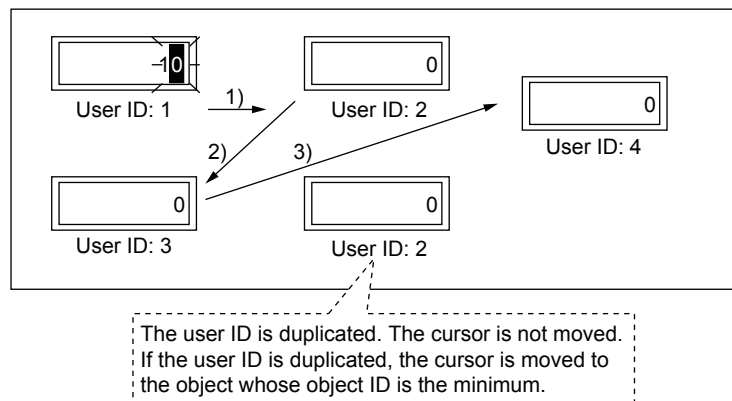 10
0
User ID: 1
1)
User ID: 2
0
User ID: 4
2)
3)
0
0
User ID: 3
User ID: 2
The user ID is duplicated. The cursor is not moved.
If the user ID is duplicated, the cursor is moved to
the object whose object ID is the minimum.